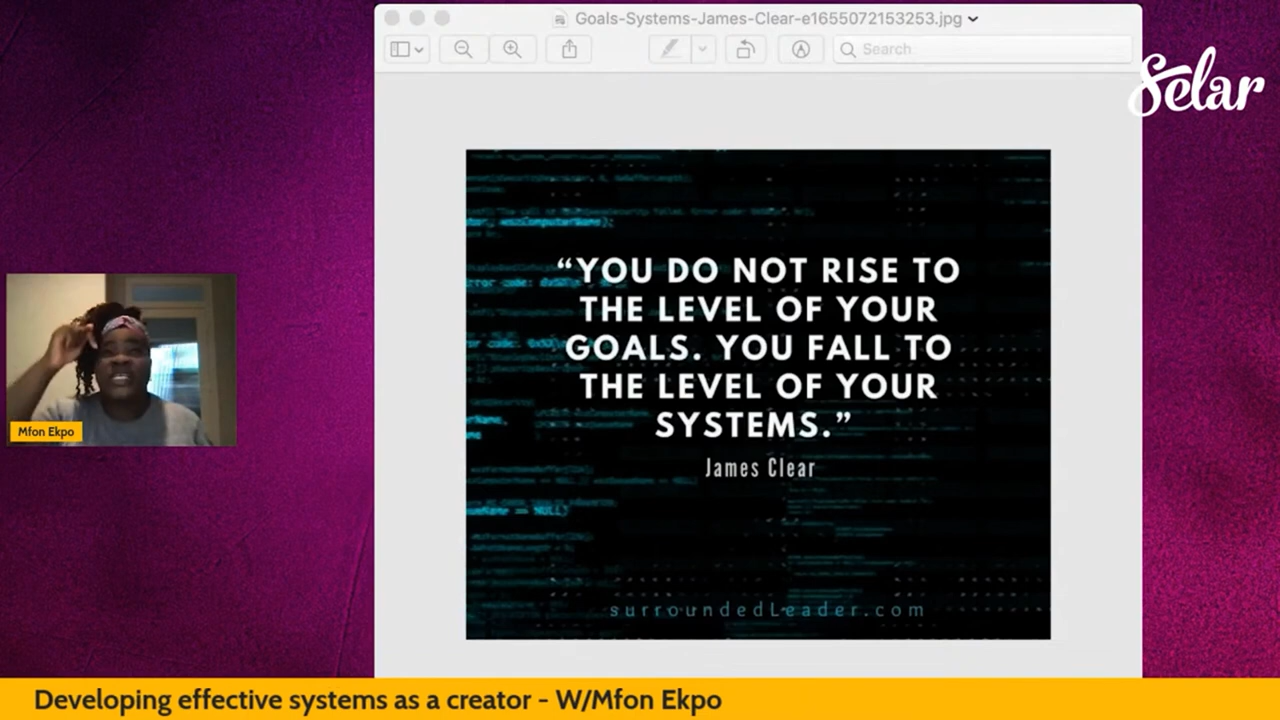 Goals-Systems-James-Clear-e1655072153253.jpg
Search
Selar
“YOU DO NOT RISE TO
THE LEVEL OF YOUR
GOALS. YOU FALL TO
THE LEVEL OF YOUR
SYSTEMS.”
James Clear
surroundedLeader.com
Mfon Ekpo
Developing effective systems as a creator - W/Mfon Ekpo